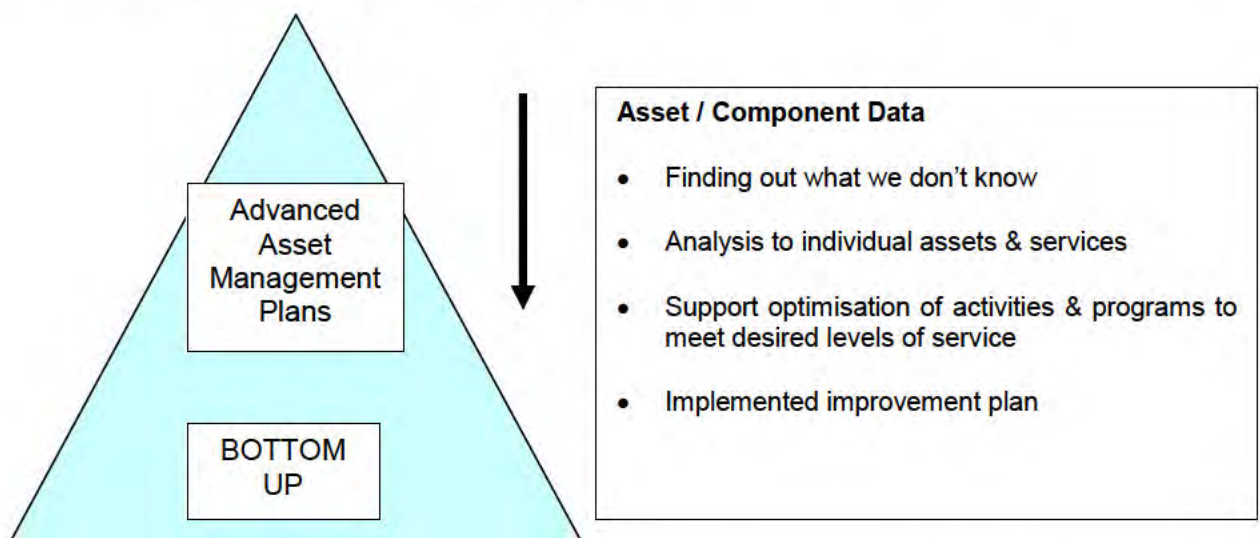 Advanced
Asset
Management
Plans
BOTTOM
UP
Asset / Component Data
• Finding out what we don't know
• Analysis to individual assets & services
• Support optimisation of activities & programs to
meet desired levels of service
• Implemented improvement plan